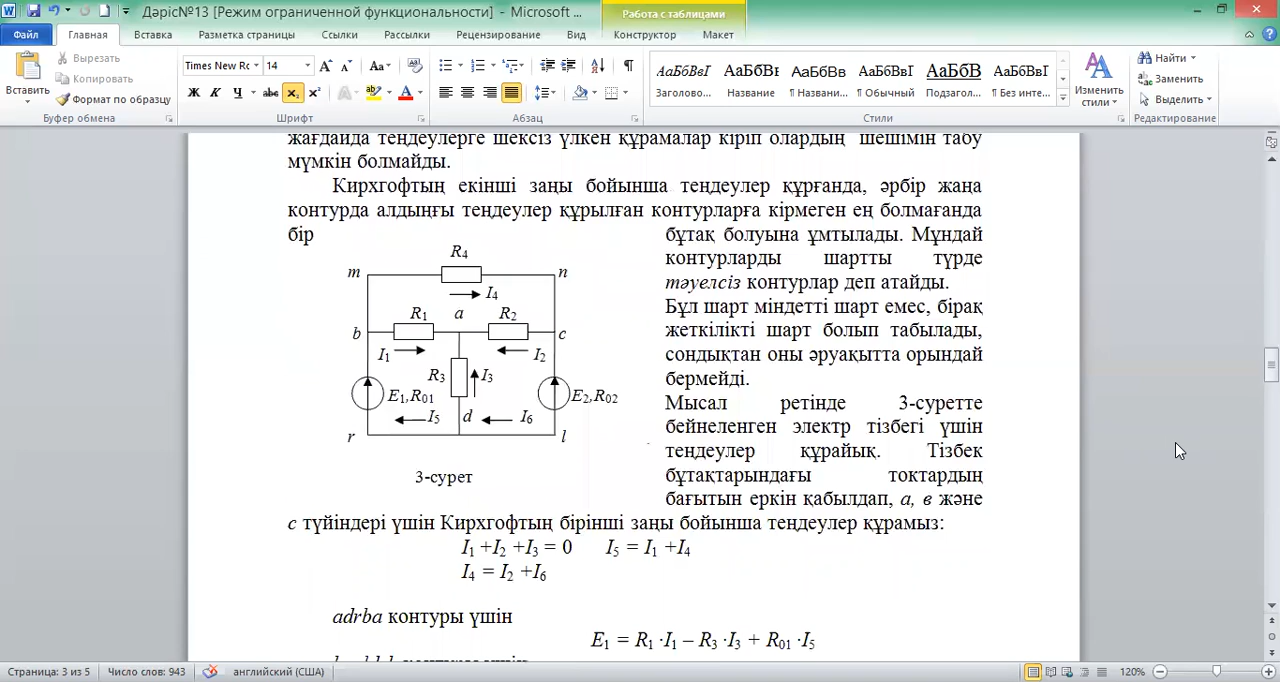 Дәріс№13 [Режим ограниченной функциональности] - Microsoft ...
Работа с таблицами
Файл Главная Вставка Разметка страницы Ссылки Рассылки Рецензирование Вид Конструктор Макет
Вставить
Вырезать
Копировать
Формат по образцу
Буфер обмена
Times New Rc 14
Шрифт
Абзац
АаБбВвІ АаБбВı АаБбВв АаБбВвІ АаБбВ АаБбВвІ
Заголово... Название ¶ Названи... ¶ Обычный Подзагол... ¶ Без инте...
Изменить стили
Стили
Найти
Заменить
Выделить
Редактирование
жағдайда теңдеулерге шексіз үлкен құрамалар кіріп олардың шешімін табу
мүмкін болмайды.
Кирхгофтың екінші заңы бойынша теңдеулер құрғанда, әрбір жаңа
контурда алдыңғы теңдеулер құрылған контурларға кірмеген ең болмағанда
бір бұтақ болуына ұмтылады. Мұндай
контурларды шартты түрде
тәуелсіз контурлар деп атайды.
Бұл шарт міндетті шарт емес, бірақ
жеткілікті шарт болып табылады,
сондықтан оны әруақытта орындай
бермейді.
Мысал ретінде 3-суретте
бейнеленген электр тізбегі үшін
теңдеулер құрайық. Тізбек
бұтақтарындағы токтардың
бағытын еркін қабылдап, а, в және
R4
m n
I4
R1 a R2
b c
I1 I2
R3 I3
E1,R01 E2,R02
I5 d I6
r l
3-сурет
с түйіндері үшін Кирхгофтың бірінші заңы бойынша теңдеулер құрамыз:
I1 +I2 +I3 = 0 I5 = I1 +I4
I4 = I2 +I6
adrba контуры үшін
E1 = R1 ·I1 – R3 ·I3 + R01 ·I5
Страница: 3 из 5 Число слов: 943 английский (США) 120%